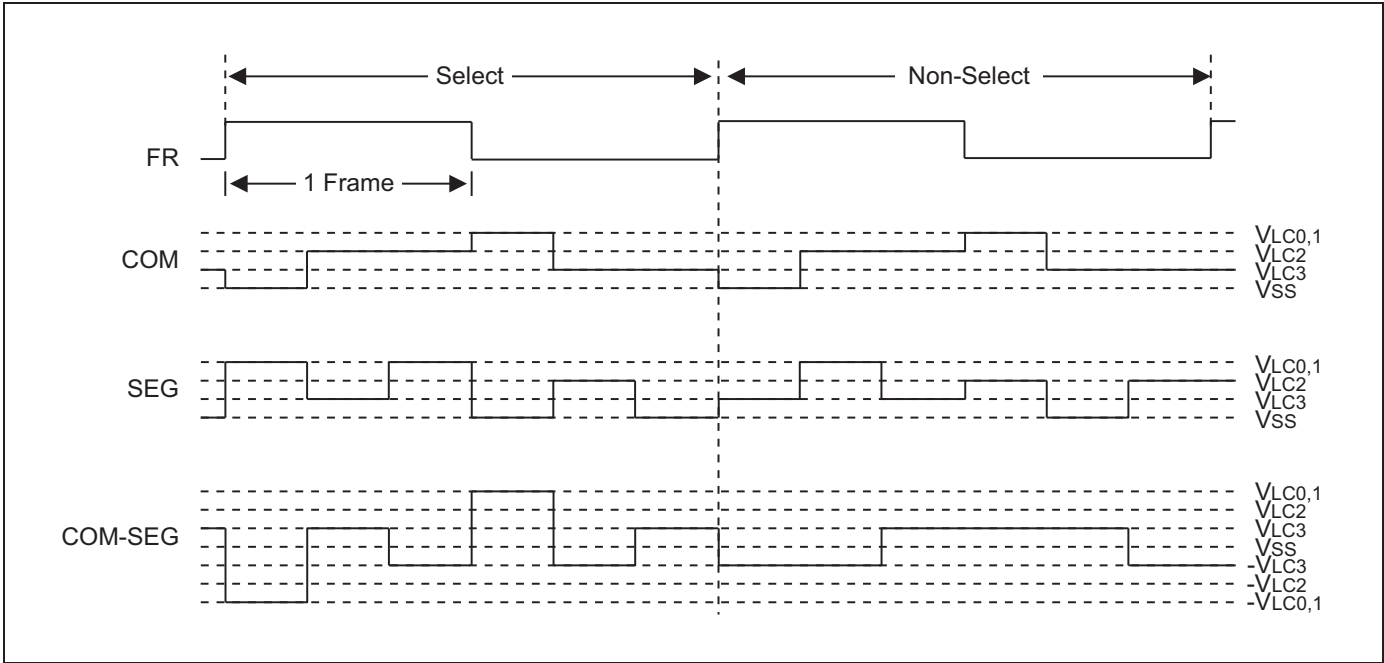 Select
Non-Select
FR
1 Frame
COM
VLC0,1
VLC2
VLC3
VSS
SEG
VLC0,1
VLC2
VLC3
VSS
COM-SEG
VLC0,1
VLC2
VLC3
VSS
-VLC3
-VLC2
-VLC0,1